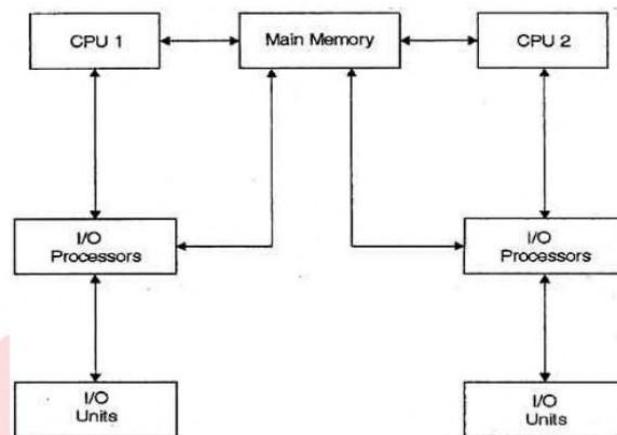 CPU 1
Main Memory
CPU 2
I/O
Processors
I/O
Processors
I/O
Units
I/O
Units